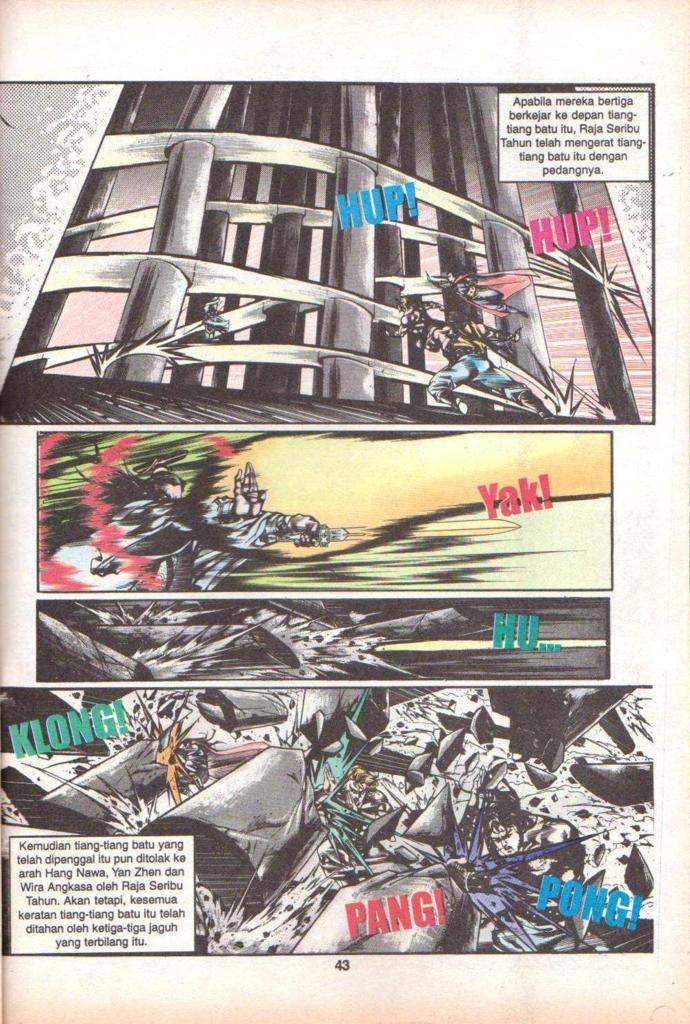 Apabila mereka bertiga
berkejar ke depan tiang-
tiang batu itu, Raja Seribu
Tahun telah mengerat tiang-
tiang batu itu dengan
pedangnya.
HUP!
HUP!
Yak!
HU...
KLONG!
Kemudian tiang-tiang batu yang
telah dipenggal itu pun ditolak ke
arah Hang Nawa, Yan Zhen dan
Wira Angkasa oleh Raja Seribu
Tahun. Akan tetapi, kesemua
keratan tiang-tiang batu itu telah
ditahan oleh ketiga-tiga jaguh
yang terbilang itu.
PANG!
PONG!
43